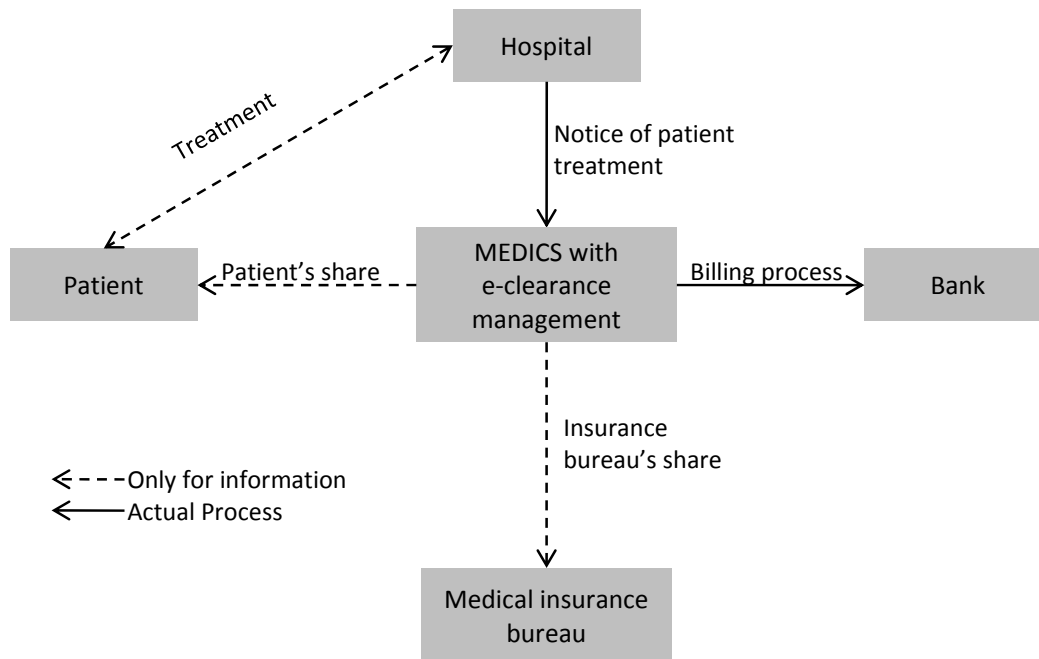 Hospital
Treatment
Notice of patient
treatment
Patient
Patient’s share
MEDICS with
e-clearance
management
Billing process
Bank
Insurance
bureau’s share
Only for information
Actual Process
Medical insurance
bureau